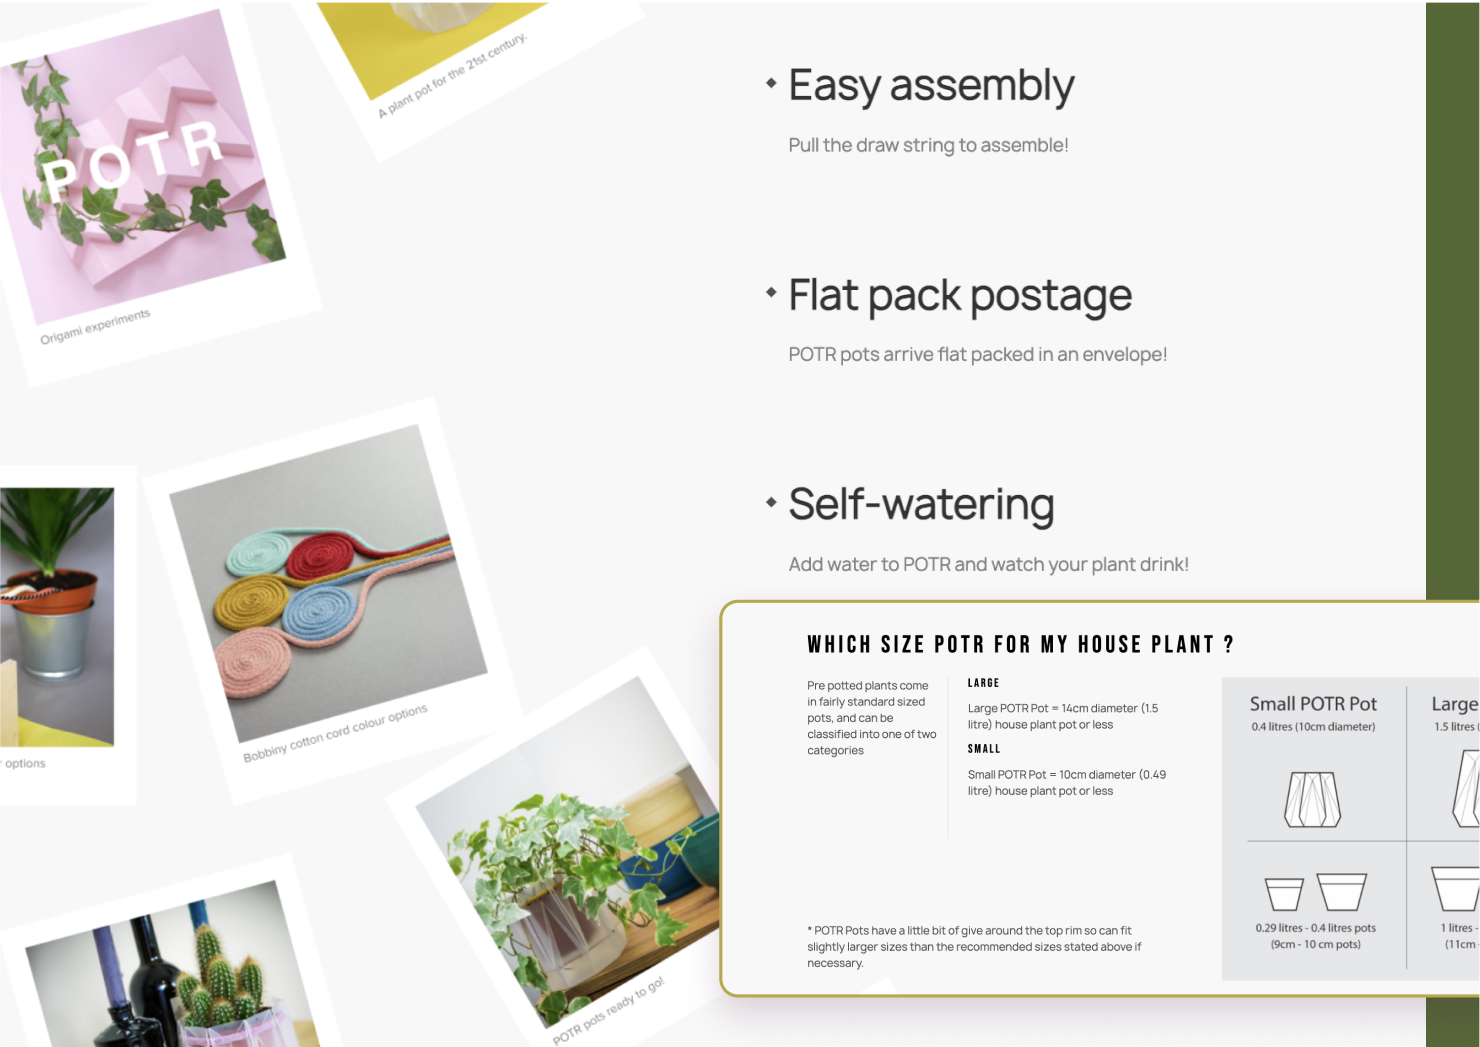 A plant pot for the 21st century.
POTR
Origami experiments
Easy assembly
Pull the draw string to assemble!
Flat pack postage
POTR pots arrive flat packed in an envelope!
Self-watering
Add water to POTR and watch your plant drink!
options
Bobbiny cotton cord colour options
POTR pots ready to go!
WHICH SIZE POTR FOR MY HOUSE PLANT ?
Pre potted plants come
in fairly standard sized
pots, and can be
classified into one of two
categories
LARGE
Large POTR Pot = 14cm diameter (1.5
litre) house plant pot or less
SMALL
Small POTR Pot = 10cm diameter (0.49
litre) house plant pot or less
* POTR Pots have a little bit of give around the top rim so can fit
slightly larger sizes than the recommended sizes stated above if
necessary.
Small POTR Pot
0.4 litres (10cm diameter)
Large
1.5 litres (
0.29 litres - 0.4 litres pots
(9cm - 10 cm pots)
1 litres -
(11cm -